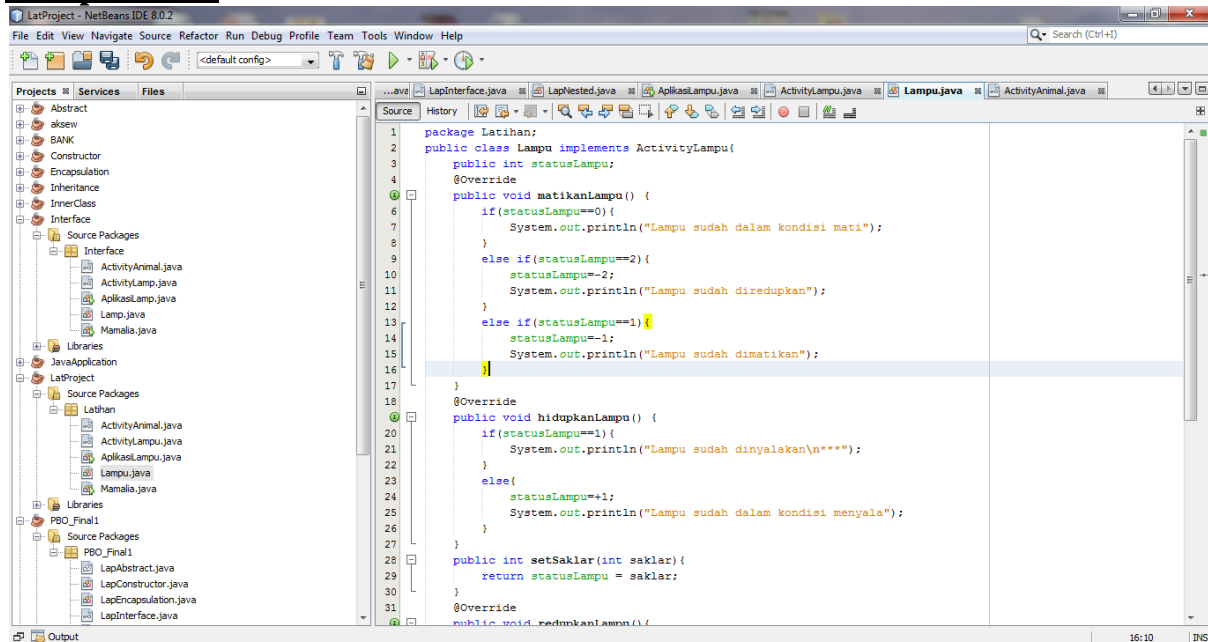 LatProject - NetBeans IDE 8.0.2
File Edit View Navigate Source Refactor Run Debug Profile Team Tools Window Help
Search (Ctrl+I)
<default config>
Projects Services Files
Abstract
aksew
BANK
Constructor
Encapsulation
Inheritance
InnerClass
Interface
Source Packages
Interface
ActivityAnimal.java
ActivityLamp.java
AplikasiLamp.java
Lamp.java
Mamalia.java
Libraries
JavaApplication
LatProject
Source Packages
Latihan
ActivityAnimal.java
ActivityLampu.java
AplikasiLampu.java
Lampu.java
Mamalia.java
Libraries
PBO_Final1
Source Packages
PBO_Final1
LapAbstract.java
LapConstructor.java
LapEncapsulation.java
LapInterface.java
...ava LapInterface.java LapNested.java AplikasiLampu.java ActivityLampu.java Lampu.java ActivityAnimal.java
Source History
1 package Latihan;
2 public class Lampu implements ActivityLampu{
3 public int statusLampu;
4 @Override
public void matikanLampu() {
6 if(statusLampu==0){
7 System.out.println("Lampu sudah dalam kondisi mati");
8 }
9 else if(statusLampu==2){
10 statusLampu=-2;
11 System.out.println("Lampu sudah diredupkan");
12 }
13 else if(statusLampu==1){
14 statusLampu=-1;
15 System.out.println("Lampu sudah dimatikan");
16 }
17 }
18 @Override
public void hidupkanLampu() {
20 if(statusLampu==1){
21 System.out.println("Lampu sudah dinyalakan\n***");
22 }
23 else{
24 statusLampu=+1;
25 System.out.println("Lampu sudah dalam kondisi menyala");
26 }
27 }
28 public int setSaklar(int saklar){
29 return statusLampu = saklar;
30 }
31 @Override
public void redupkanLampu(){
Output
16:10 INS